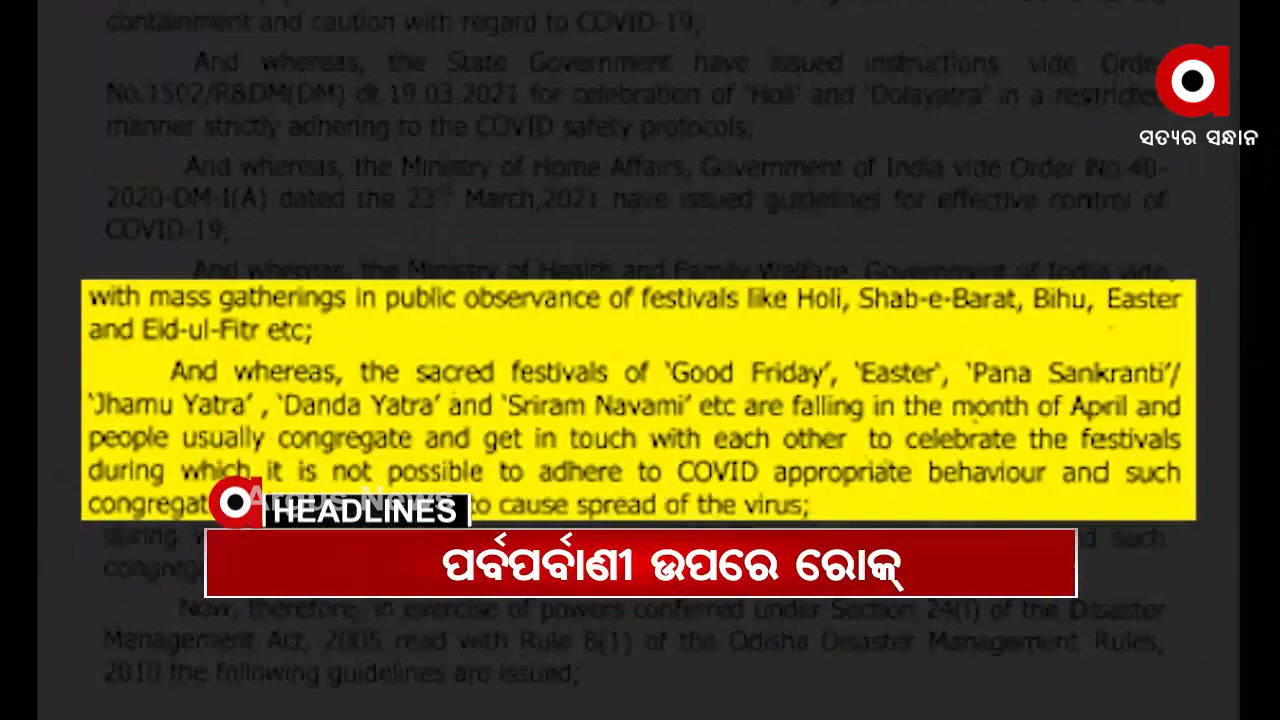 containment and caution with regard to COVID-19;
And whereas, the State Government have issued instructions vide Order
No.1502/R&DM(DM) dt.19.03.2021 for celebration of 'Holi' and 'Dolayatra' in a restricted
manner strictly adhering to the COVID safety protocols;
ସତ୍ୟର ସନ୍ଧାନ
And whereas, the Ministry of Home Affairs, Government of India vide Order No.40-
2020-DM-I(A) dated the 23rd March,2021 have issued guidelines for effective control of
COVID-19;
And whereas, the Ministry of Health and Family Welfare, Government of India vide,
with mass gatherings in public observance of festivals like Holi, Shab-e-Barat, Bihu, Easter
and Eid-ul-Fitr etc;
And whereas, the sacred festivals of 'Good Friday', 'Easter', 'Pana Sankranti'/
'Jhamu Yatra' , 'Danda Yatra' and 'Sriram Navami' etc are falling in the month of April and
people usually congregate and get in touch with each other to celebrate the festivals
during which it is not possible to adhere to COVID appropriate behaviour and such
congregat to cause spread of the virus;
Argus News
HEADLINES
during such
congrega
ପର୍ବପର୍ବାଣୀ ଉପରେ ରୋକ୍
Now, therefore, in exercise of powers conferred under Section 24(l) of the Disaster
Management Act, 2005 read with Rule 8(1) of the Odisha Disaster Management Rules,
2010 the following guidelines are issued;